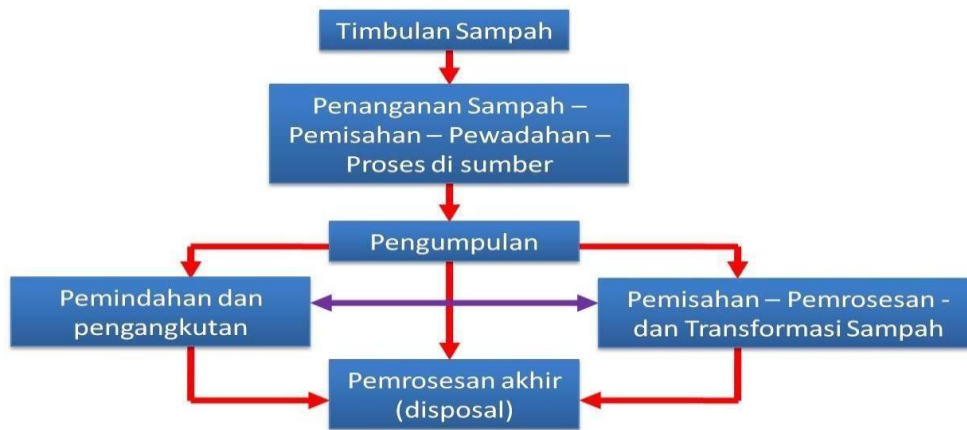 Timbulan Sampah
Penanganan Sampah –
Pemisahan – Pewadahan –
Proses di sumber
Pengumpulan
Pemindahan dan
pengangkutan
Pemisahan – Pemrosesan -
dan Transformasi Sampah
Pemrosesan akhir
(disposal)